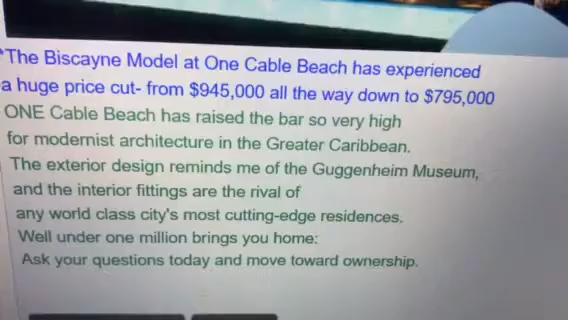 *The Biscayne Model at One Cable Beach has experienced
a huge price cut- from $945,000 all the way down to $795,000
ONE Cable Beach has raised the bar so very high
for modernist architecture in the Greater Caribbean.
The exterior design reminds me of the Guggenheim Museum,
and the interior fittings are the rival of
any world class city's most cutting-edge residences.
Well under one million brings you home:
Ask your questions today and move toward ownership.